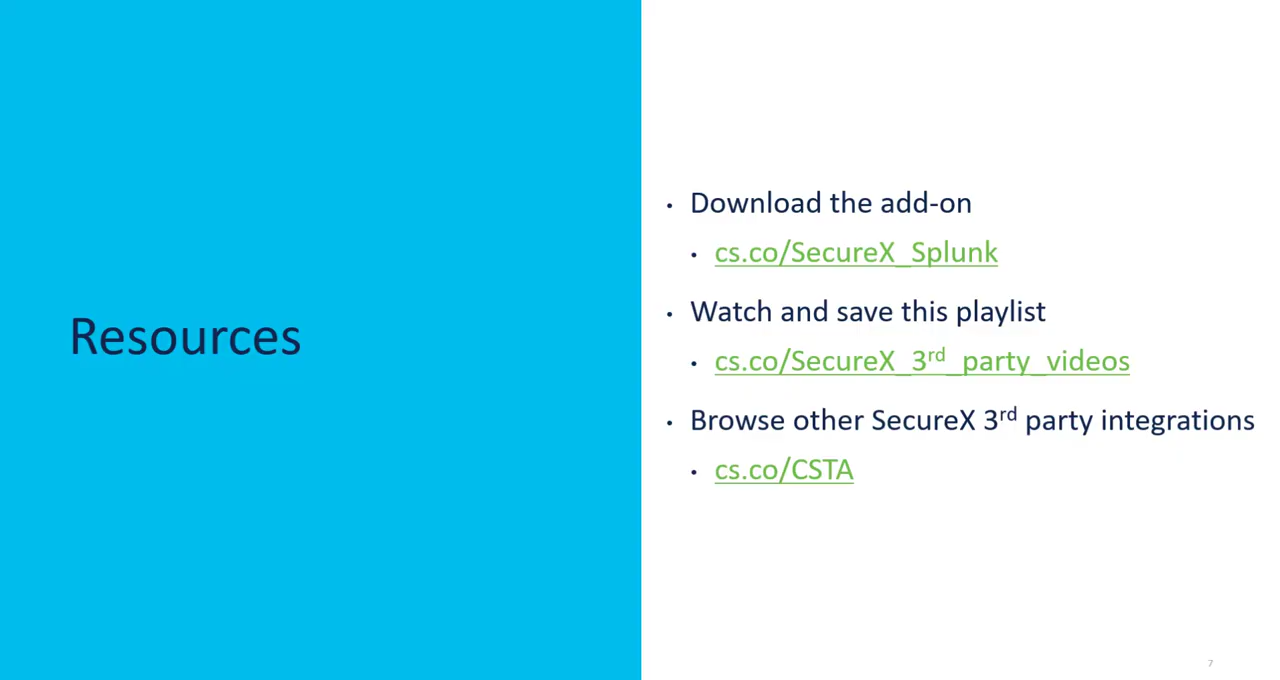 Resources
• Download the add-on
• cs.co/SecureX_Splunk
• Watch and save this playlist
• cs.co/SecureX_3rd_party_videos
• Browse other SecureX 3rd party integrations
• cs.co/CSTA
7